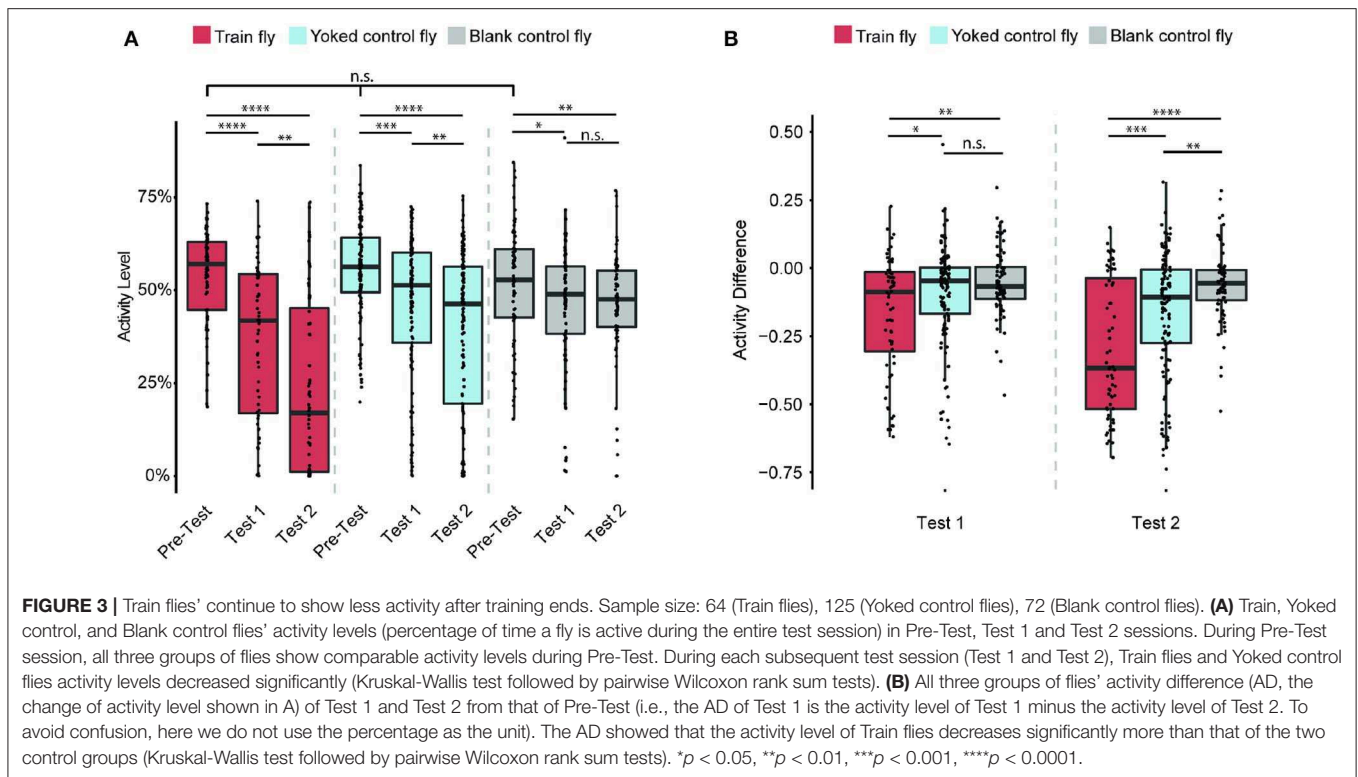 A
Train fly Yoked control fly Blank control fly
n.s.
**** **** **
**** ** *** ** * n.s.
Activity Level
75%
50%
25%
0%
Pre-Test Test 1 Test 2 Pre-Test Test 1 Test 2 Pre-Test Test 1 Test 2
B
Train fly Yoked control fly Blank control fly
** ****
* n.s. *** **
Activity Difference
0.50
0.25
0.00
−0.25
−0.50
−0.75
Test 1 Test 2
FIGURE 3 | Train flies' continue to show less activity after training ends. Sample size: 64 (Train flies), 125 (Yoked control flies), 72 (Blank control flies). (A) Train, Yoked
control, and Blank control flies' activity levels (percentage of time a fly is active during the entire test session) in Pre-Test, Test 1 and Test 2 sessions. During Pre-Test
session, all three groups of flies show comparable activity levels during Pre-Test. During each subsequent test session (Test 1 and Test 2), Train flies and Yoked control
flies activity levels decreased significantly (Kruskal-Wallis test followed by pairwise Wilcoxon rank sum tests). (B) All three groups of flies' activity difference (AD, the
change of activity level shown in A) of Test 1 and Test 2 from that of Pre-Test (i.e., the AD of Test 1 is the activity level of Test 1 minus the activity level of Test 2. To
avoid confusion, here we do not use the percentage as the unit). The AD showed that the activity level of Train flies decreases significantly more than that of the two
control groups (Kruskal-Wallis test followed by pairwise Wilcoxon rank sum tests). *p < 0.05, **p < 0.01, ***p < 0.001, ****p < 0.0001.